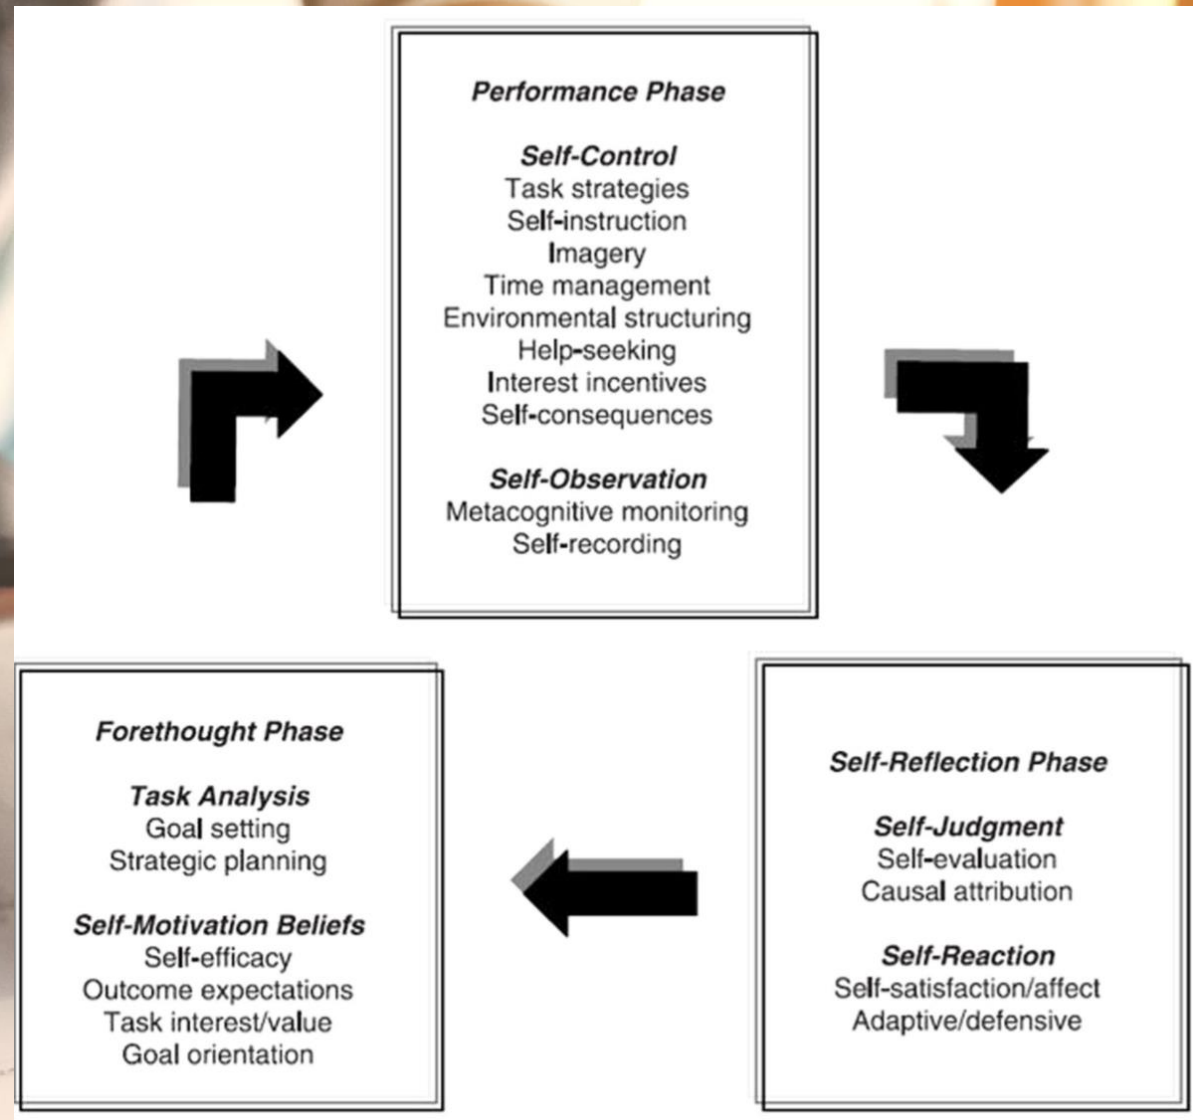 Performance Phase
Self-Control
Task strategies
Self-instruction
Imagery
Time management
Environmental structuring
Help-seeking
Interest incentives
Self-consequences
Self-Observation
Metacognitive monitoring
Self-recording
Forethought Phase
Task Analysis
Goal setting
Strategic planning
Self-Motivation Beliefs
Self-efficacy
Outcome expectations
Task interest/value
Goal orientation
Self-Reflection Phase
Self-Judgment
Self-evaluation
Causal attribution
Self-Reaction
Self-satisfaction/affect
Adaptive/defensive